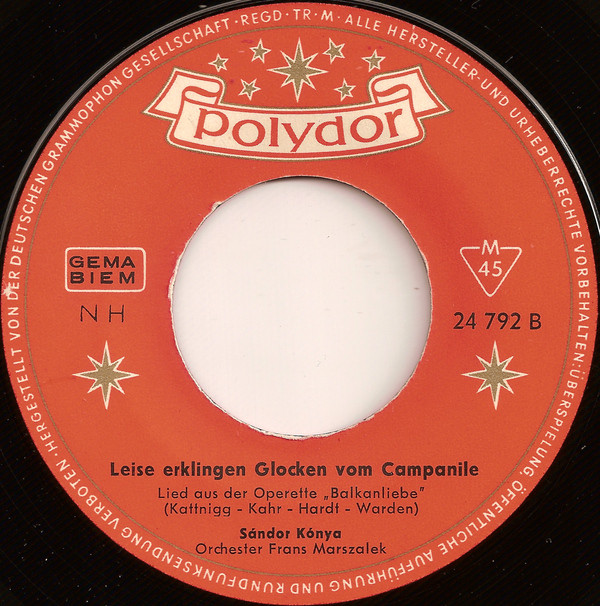 HERGESTELLT VON DER DEUTSCHEN GRAMMOPHON GESELLSCHAFT · REGD · TR · M · ALLE HERSTELLER- UND URHEBERRECHTE VORBEHALTEN: ÜBERSPIELUNG, ÖFFENTLICHE AUFFÜHRUNG UND RUNDFUNKSENDUNG VERBOTEN ·
polydor
GEMA
BIEM
NH
M
45
24 792 B
Leise erklingen Glocken vom Campanile
Lied aus der Operette „Balkanliebe"
(Kattnigg - Kahr - Hardt - Warden)
Sándor Kónya
Orchester Frans Marszalek